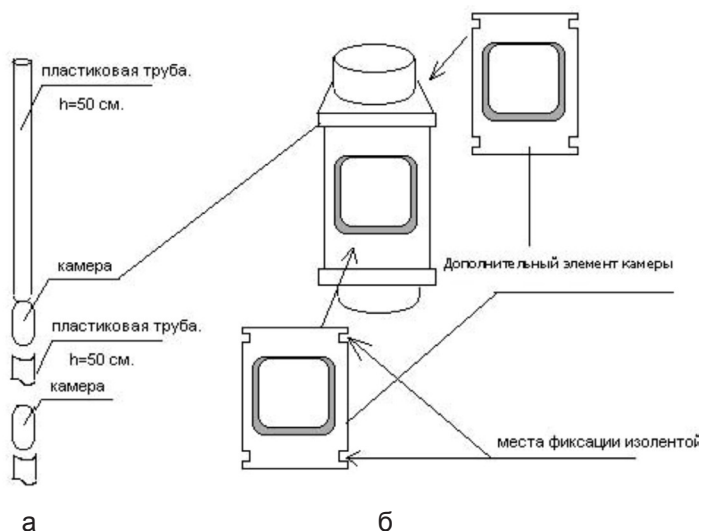 пластиковая труба.
h=50 см.
камера
пластиковая труба.
h=50 см.
камера
Дополнительный элемент камеры
места фиксации изолентой
а
б